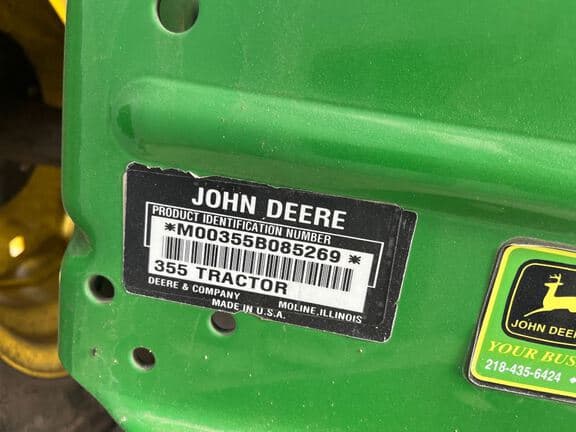 JOHN DEERE
PRODUCT IDENTIFICATION NUMBER
*M00355B085269*
355 TRACTOR
DEERE & COMPANY MOLINE, ILLINOIS
MADE IN U.S.A.
JOHN DEERE
YOUR BUS
218-435-6424